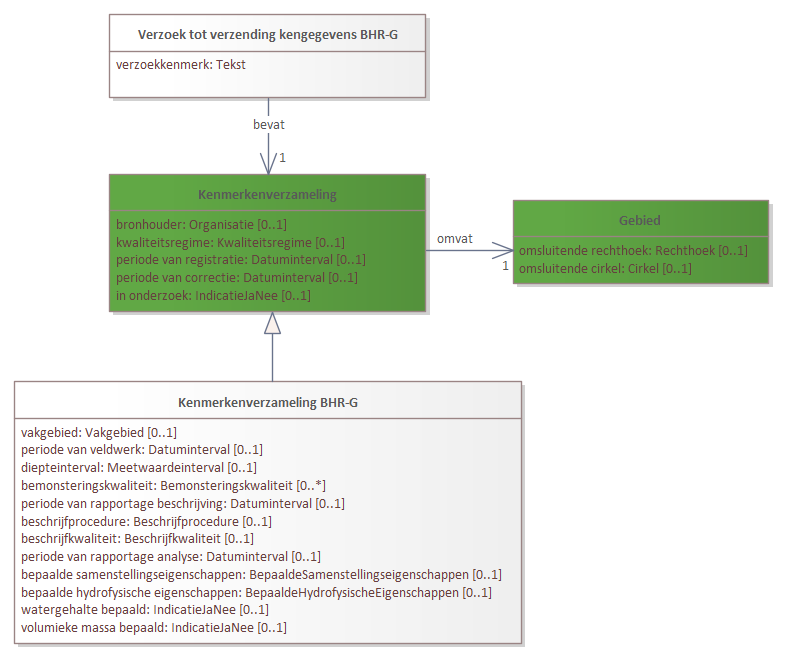 Verzoek tot verzending kengegevens BHR-G
verzoekkenmerk: Tekst
bevat
1
Kenmerkenverzameling
bronhouder: Organisatie [0..1]
kwaliteitsregime: Kwaliteitsregime [0..1]
periode van registratie: Datuminterval [0..1]
periode van correctie: Datuminterval [0..1]
in onderzoek: IndicatieJaNee [0..1]
omvat
1
Gebied
omsluitende rechthoek: Rechthoek [0..1]
omsluitende cirkel: Cirkel [0..1]
Kenmerkenverzameling BHR-G
vakgebied: Vakgebied [0..1]
periode van veldwerk: Datuminterval [0..1]
diepteinterval: Meetwaardeinterval [0..1]
bemonsteringskwaliteit: Bemonsteringskwaliteit [0..*]
periode van rapportage beschrijving: Datuminterval [0..1]
beschrijfprocedure: Beschrijfprocedure [0..1]
beschrijfkwaliteit: Beschrijfkwaliteit [0..1]
periode van rapportage analyse: Datuminterval [0..1]
bepaalde samenstellingseigenschappen: BepaaldeSamenstellingseigenschappen [0..1]
bepaalde hydrofysische eigenschappen: BepaaldeHydrofysischeEigenschappen [0..1]
watergehalte bepaald: IndicatieJaNee [0..1]
volumieke massa bepaald: IndicatieJaNee [0..1]